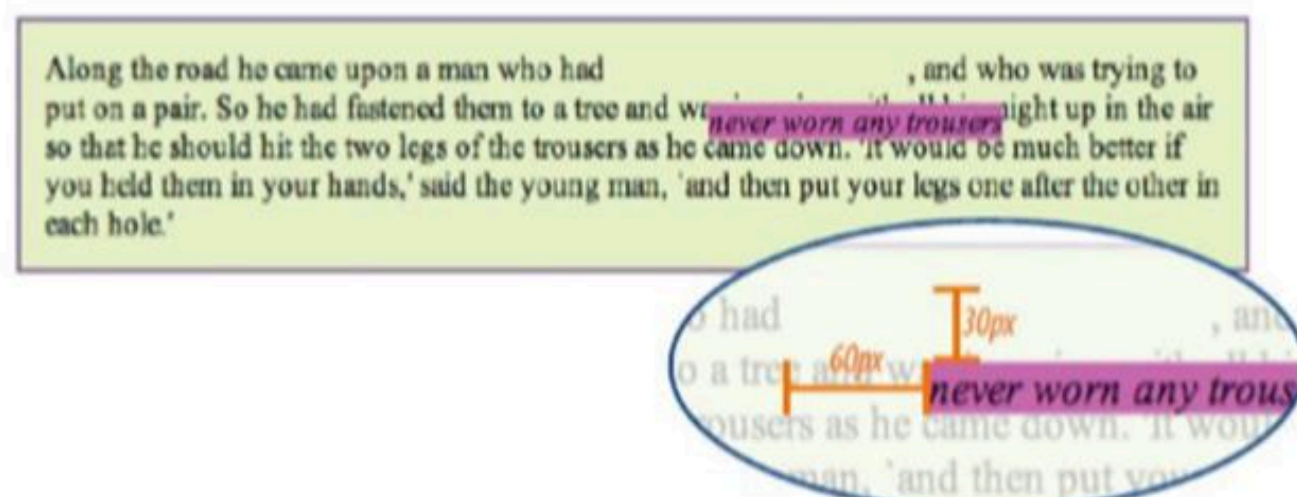 Along the road he came upon a man who had , and who was trying to
put on a pair. So he had fastened them to a tree and might up in the air
never worn any trousers
so that he should hit the two legs of the trousers as he came down. 'It would be much better if
you held them in your hands,' said the young man, `and then put your legs one after the other in
each hole.'
had , and
30px
a tree and
60px
never worn any trous
as he came down. 'It
man, `and then put